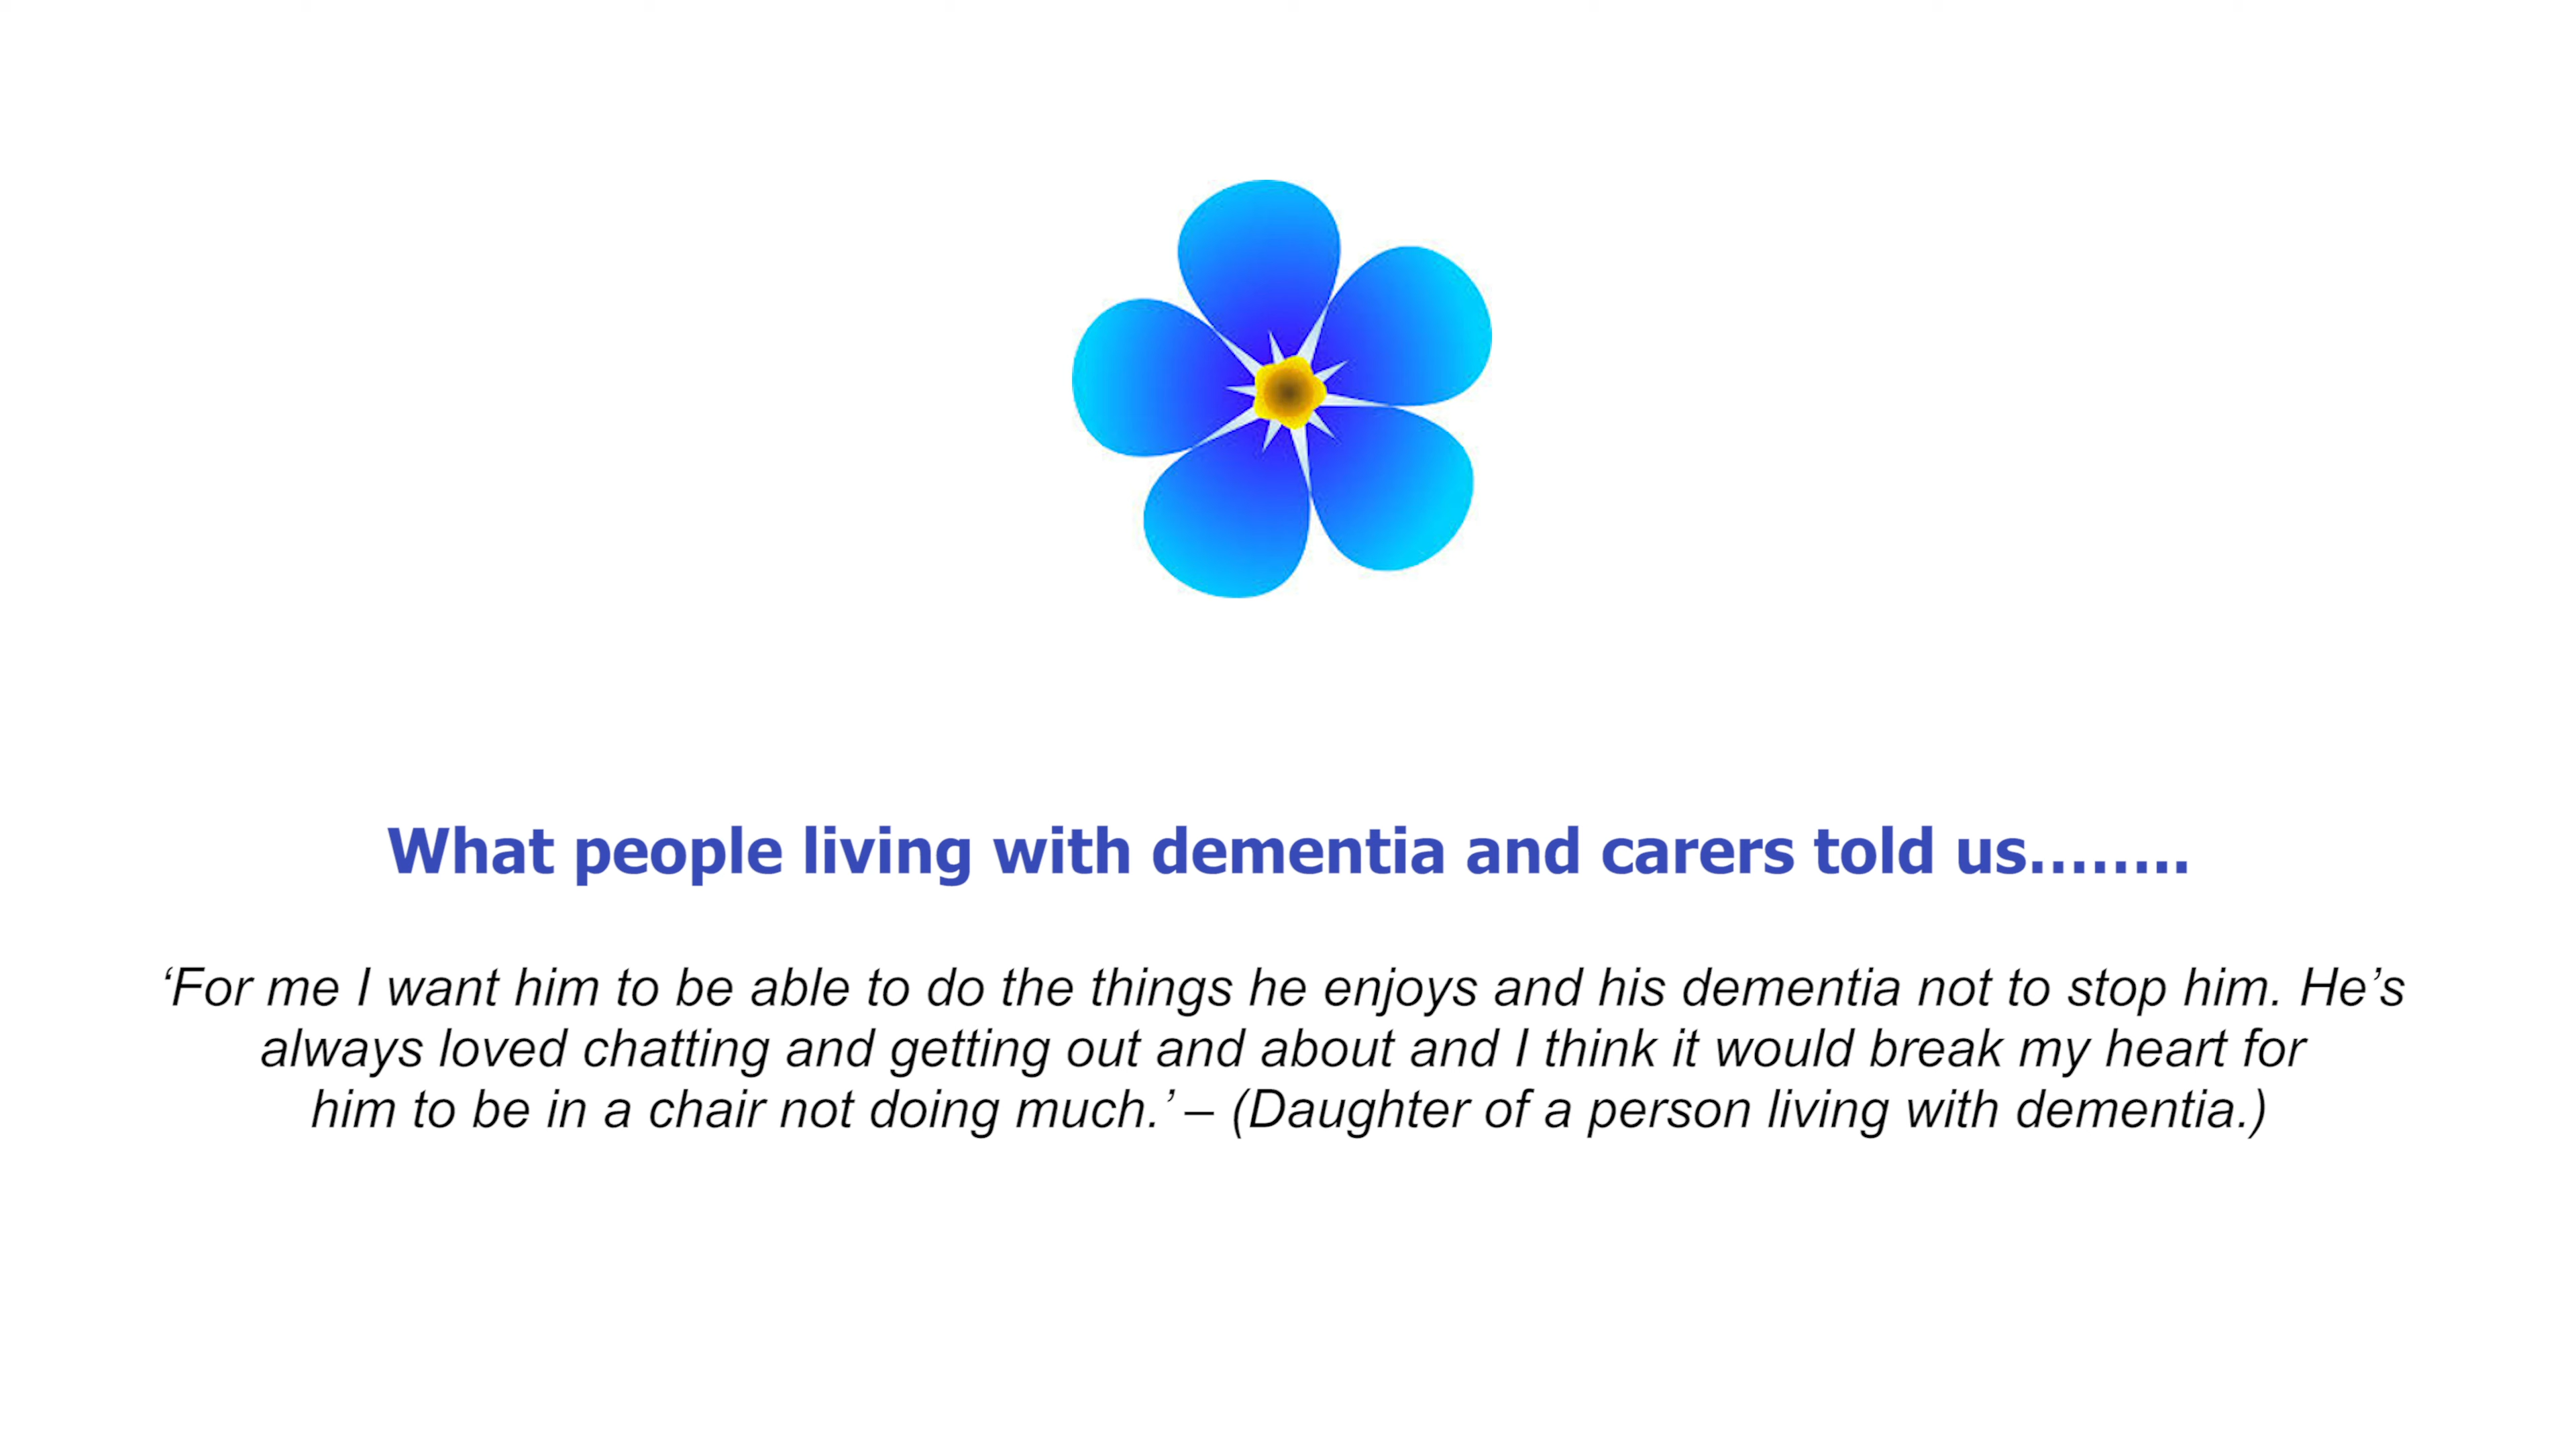 What people living with dementia and carers told us……..
‘For me I want him to be able to do the things he enjoys and his dementia not to stop him. He’s
always loved chatting and getting out and about and I think it would break my heart for
him to be in a chair not doing much.’ – (Daughter of a person living with dementia.)